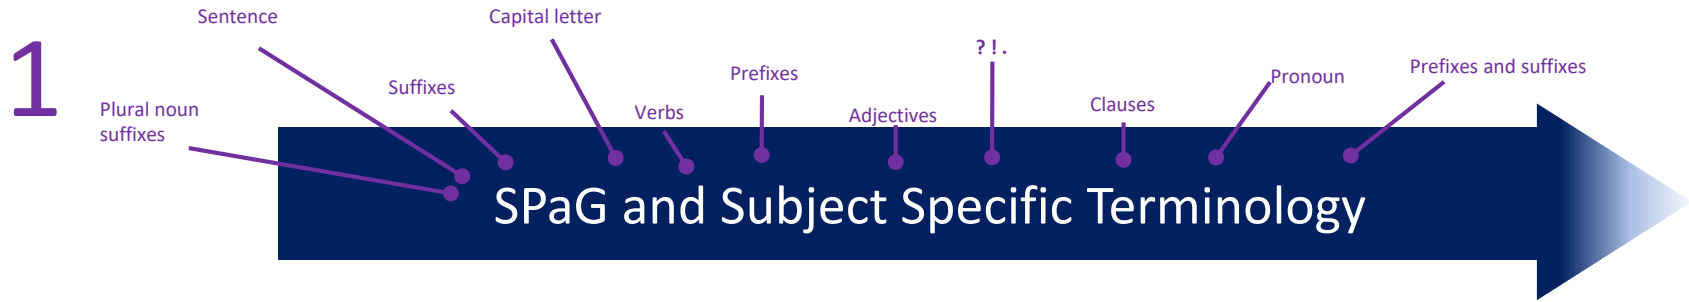 1
Sentence
Capital letter
? ! .
Prefixes
Pronoun
Prefixes and suffixes
Suffixes
Plural noun
suffixes
Verbs
Adjectives
Clauses
SPaG and Subject Specific Terminology